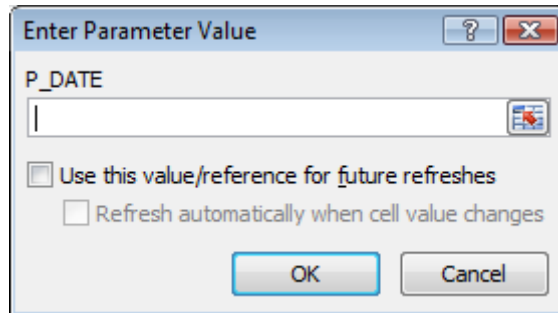 Enter Parameter Value
P_DATE
Use this value/reference for future refreshes
Refresh automatically when cell value changes
OK Cancel